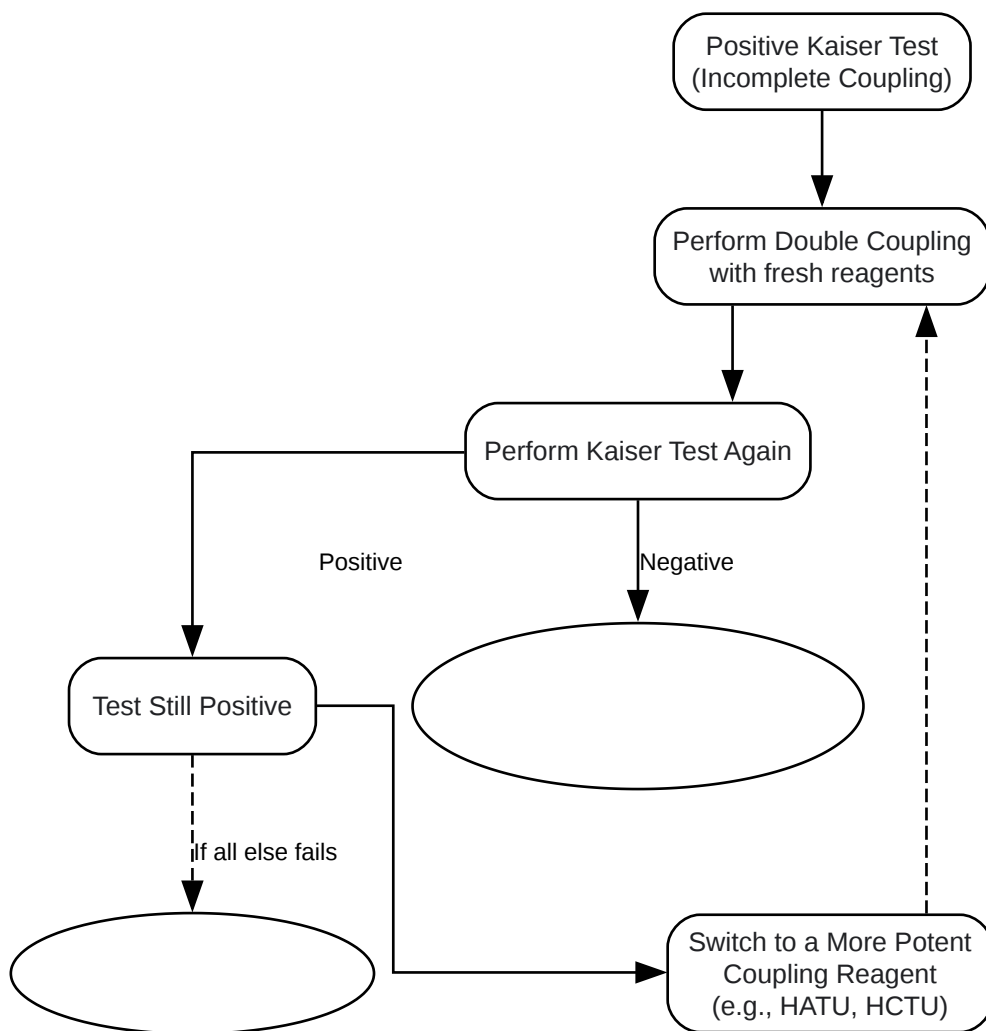 Positive Kaiser Test
(Incomplete Coupling)
Perform Double Coupling
with fresh reagents
Perform Kaiser Test Again
Positive
Negative
Test Still Positive
If all else fails
Switch to a More Potent
Coupling Reagent
(e.g., HATU, HCTU)